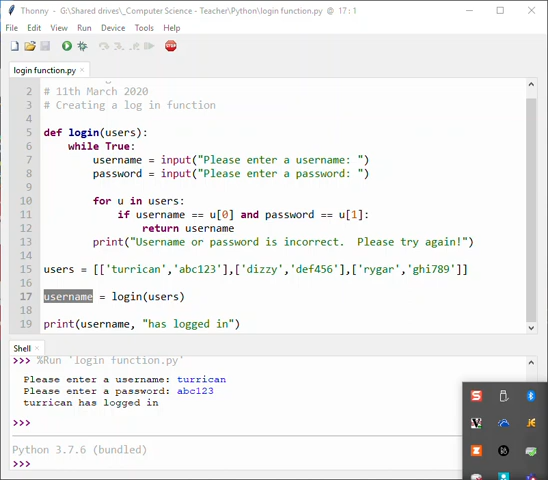 Thonny - G:\Shared drives\_Computer Science - Teacher\Python\login function.py @ 17 : 1
File Edit View Run Device Tools Help
login function.py
2 # 11th March 2020
3 # Creating a log in function
4
5 def login(users):
6 while True:
7 username = input("Please enter a username: ")
8 password = input("Please enter a password: ")
9
10 for u in users:
11 if username == u[0] and password == u[1]:
12 return username
13 print("Username or password is incorrect.  Please try again!")
14
15 users = [['turrican','abc123'],['dizzy','def456'],['rygar','ghi789']]
16
17 username = login(users)
18
19 print(username, "has logged in")
Shell
>>> %Run 'login function.py'
Please enter a username: turrican
Please enter a password: abc123
turrican has logged in
>>>
Python 3.7.6 (bundled)
>>>